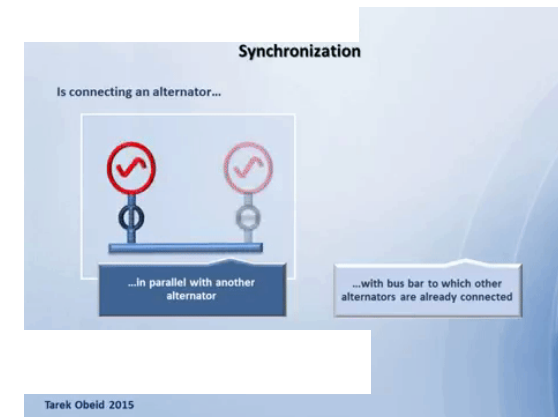 Synchronization
Is connecting an alternator...
...in parallel with another
alternator
...with bus bar to which other
alternators are already connected
Tarek Obeid 2015